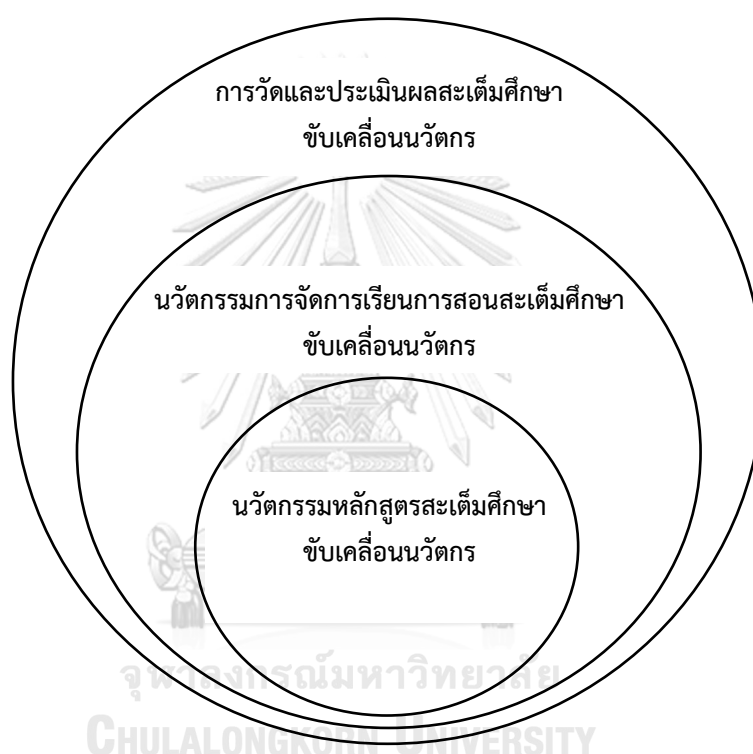 การวัดและประเมินผลสะเต็มศึกษา
ขับเคลื่อนนวัตกร
นวัตกรรมการจัดการเรียนการสอนสะเต็มศึกษา
ขับเคลื่อนนวัตกร
นวัตกรรมหลักสูตรสะเต็มศึกษา
ขับเคลื่อนนวัตกร
จุฬาลงกรณ์มหาวิทยาลัย
CHULALONGKORN UNIVERSITY